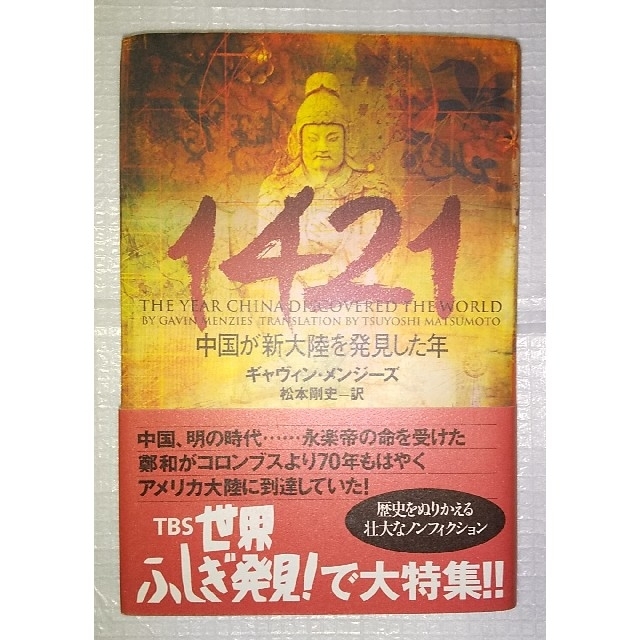 1421
THE YEAR CHINA DISCOVERED THE WORLD
BY GAVIN MENZIES TRANSLATION BY TSUYOSHI MATSUMOTO
中国が新大陸を発見した年
ギャヴィン・メンジーズ
松本剛史―訳
中国、明の時代……永楽帝の命を受けた
鄭和がコロンブスより70年もはやく
アメリカ大陸に到達していた!
歴史をぬりかえる
壮大なノンフィクション
TBS世界
ふしぎ発見!で大特集!!